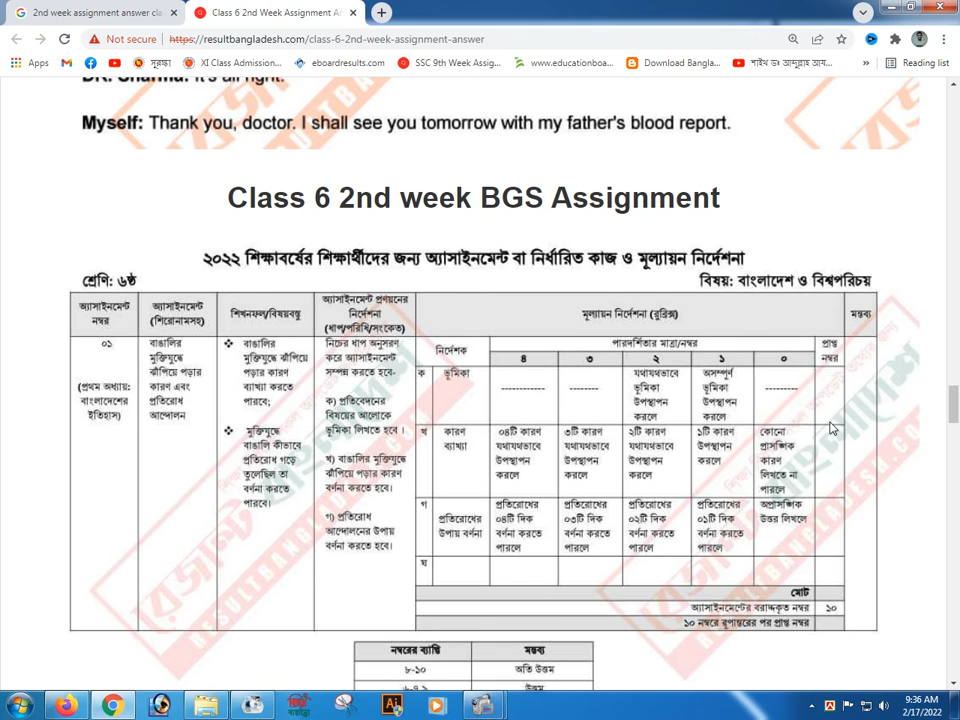 2nd week assignment answer cla
Class 6 2nd Week Assignment An
Not secure
https://resultbangladesh.com/class-6-2nd-week-assignment-answer
Apps
সুরক্ষা
XI Class Admission...
eboardresults.com
SSC 9th Week Assig...
www.educationboa...
Download Bangla...
শাইখ ডঃ আব্দুল্লাহ আয...
»
Reading list
DR. Sharma: It's all right.
Myself: Thank you, doctor. I shall see you tomorrow with my father's blood report.
Class 6 2nd week BGS Assignment
২০২২ শিক্ষাবর্ষের শিক্ষার্থীদের জন্য অ্যাসাইনমেন্ট বা নির্ধারিত কাজ ও মূল্যায়ন নির্দেশনা
শ্রেণি: ৬ষ্ঠ
বিষয়: বাংলাদেশ ও বিশ্বপরিচয়
অ্যাসাইনমেন্ট
নম্বর
অ্যাসাইনমেন্ট
(শিরোনামসহ)
শিখনফল/বিষয়বস্তু
অ্যাসাইনমেন্ট প্রণয়নের
নির্দেশনা
(ধাপ/পরিধি/সংকেত)
মূল্যায়ন নির্দেশনা (রুব্রিক্স)
মন্তব্য
০১
(প্রথম অধ্যায়:
বাংলাদেশের
ইতিহাস)
বাঙালির
মুক্তিযুদ্ধে
ঝাঁপিয়ে পড়ার
কারণ এবং
প্রতিরোধ
আন্দোলন
❖ বাঙালির
মুক্তিযুদ্ধে ঝাঁপিয়ে
পড়ার কারণ
ব্যাখ্যা করতে
পারবে;
❖ মুক্তিযুদ্ধে
বাঙালি কীভাবে
প্রতিরোধ গড়ে
তুলেছিল তা
বর্ণনা করতে
পারবে।
নিচের ধাপ অনুসরণ
করে অ্যাসাইনমেন্ট
সম্পন্ন করতে হবে-
ক) প্রতিবেদনের
বিষয়ের আলোকে
ভূমিকা লিখতে হবে ।
খ) বাঙালির মুক্তিযুদ্ধে
ঝাঁপিয়ে পড়ার কারণ
বর্ণনা করতে হবে।
গ) প্রতিরোধ
আন্দোলনের উপায়
বর্ণনা করতে হবে।
নির্দেশক
পারদর্শিতার মাত্রা/নম্বর
প্রাপ্ত
নম্বর
৪ ৩ ২ ১ ০
ক
ভূমিকা
------------
--------
যথাযথভাবে
ভূমিকা
উপস্থাপন
করলে
অসম্পূর্ণ
ভূমিকা
উপস্থাপন
করলে
---------
খ
কারণ
ব্যাখ্যা
০৪টি কারণ
যথাযথভাবে
উপস্থাপন
করলে
৩টি কারণ
যথাযথভাবে
উপস্থাপন
করলে
২টি কারণ
যথাযথভাবে
উপস্থাপন
করলে
১টি কারণ
উপস্থাপন
করলে
কোনো
প্রাসঙ্গিক
কারণ
লিখতে না
পারলে
গ
প্রতিরোধের
উপায় বর্ণনা
প্রতিরোধের
০৪টি দিক
বর্ণনা করতে
পারলে
প্রতিরোধের
০৩টি দিক
বর্ণনা করতে
পারলে
প্রতিরোধের
০২টি দিক
বর্ণনা করতে
পারলে
প্রতিরোধের
০১টি দিক
বর্ণনা করতে
পারলে
অপ্রাসঙ্গিক
উত্তর লিখলে
ঘ
মোট
অ্যাসাইনমেন্টের বরাদ্দকৃত নম্বর
১০
১০ নম্বরে রূপান্তরের পর প্রাপ্ত নম্বর
নম্বরের ব্যাপ্তি
মন্তব্য
৮-১০
অতি উত্তম
উত্তম
9:36 AM
2/17/2022